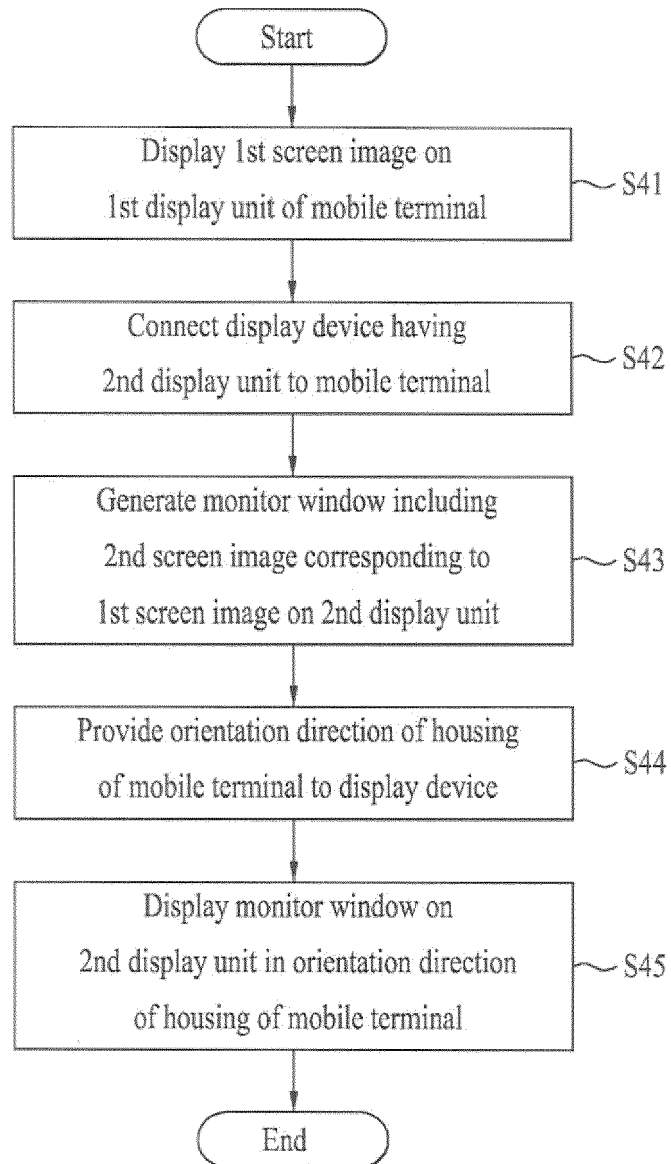 Start
Display 1st screen image on
1st display unit of mobile terminal
S41
Connect display device having
2nd display unit to mobile terminal
S42
Generate monitor window including
2nd screen image corresponding to
1st screen image on 2nd display unit
S43
Provide orientation direction of housing
of mobile terminal to display device
S44
Display monitor window on
2nd display unit in orientation direction
of housing of mobile terminal
S45
End